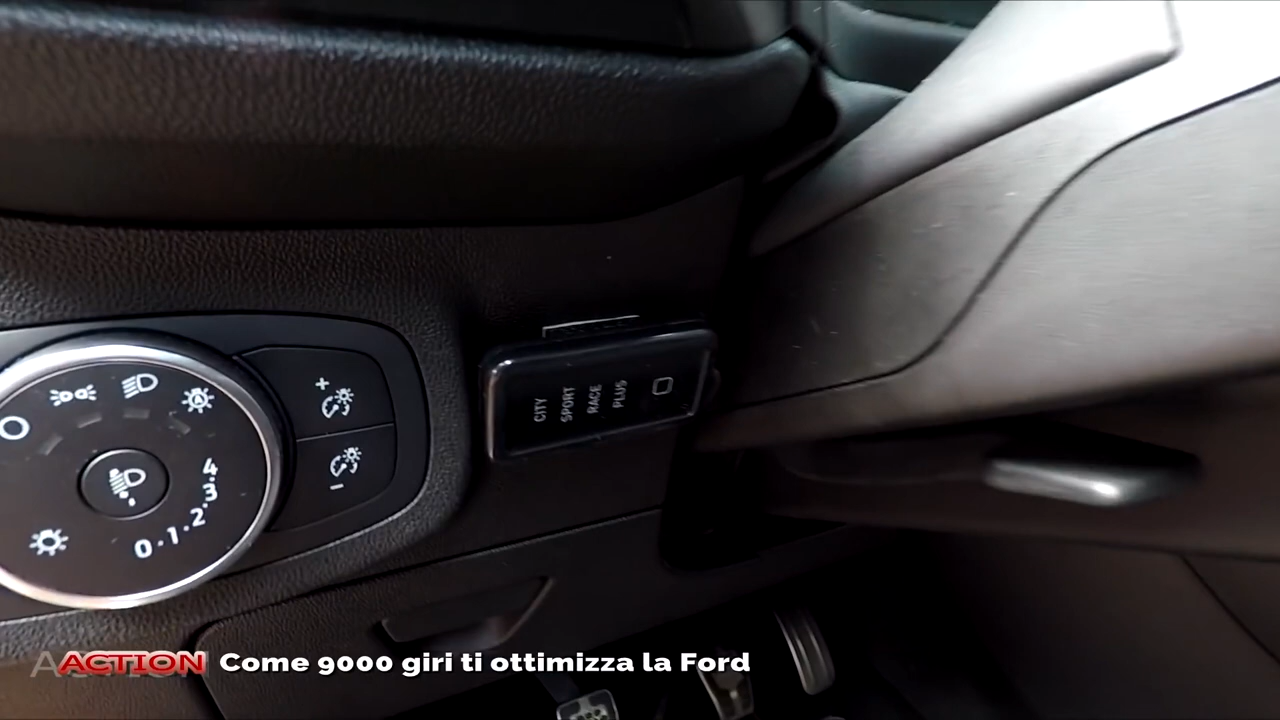 CITY
SPORT
RACE
PLUS
+
4
3
0·1·2
ACTION Come 9000 giri ti ottimizza la Ford